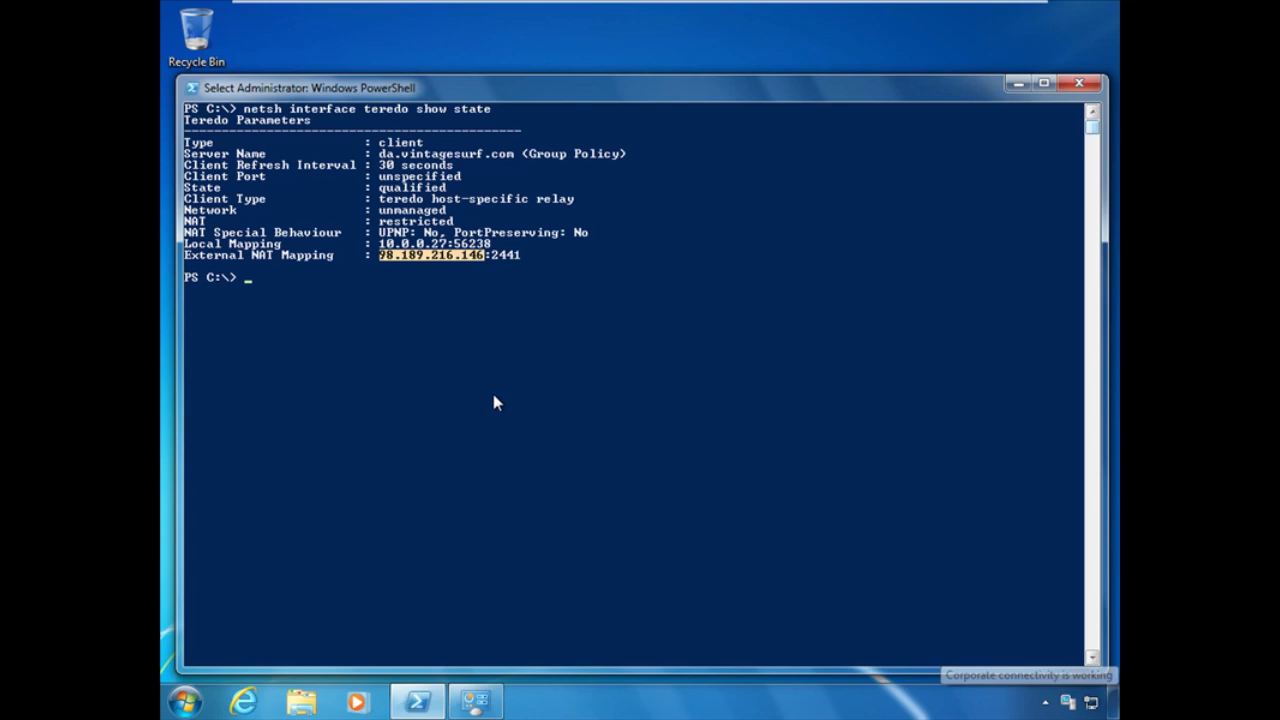 Recycle Bin
Select Administrator: Windows PowerShell
PS C:\> netsh interface teredo show state
Teredo Parameters
---------------------------------------------
Type                    : client
Server Name             : da.vintagesurf.com (Group Policy)
Client Refresh Interval : 30 seconds
Client Port             : unspecified
State                   : qualified
Client Type             : teredo host-specific relay
Network                 : unmanaged
NAT                     : restricted
NAT Special Behaviour   : UPNP: No, PortPreserving: No
Local Mapping           : 10.0.0.27:56238
External NAT Mapping    : 98.189.216.146:2441
PS C:\>
Corporate connectivity is working